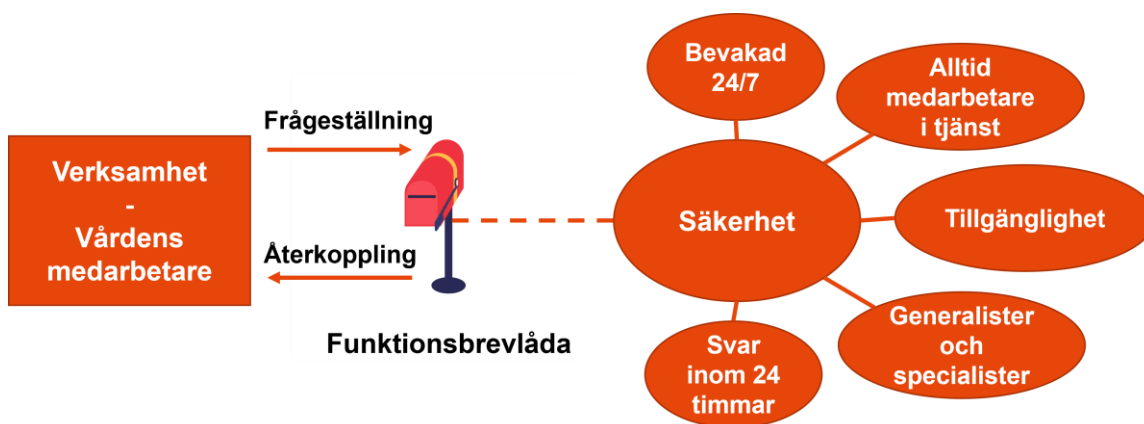 Verksamhet
-
Vårdens
medarbetare
Frågeställning
Återkoppling
Funktionsbrevlåda
Säkerhet
Bevakad
24/7
Alltid
medarbetare
i tjänst
Tillgänglighet
Generalister
och
specialister
Svar
inom 24
timmar